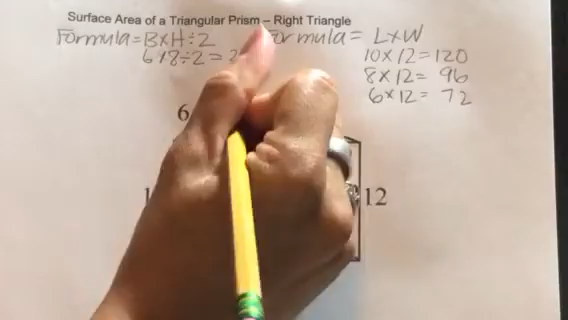 Surface Area of a Triangular Prism – Right Triangle
Formula = B×H÷2
Formula = L×W
6×8÷2 = 2
10×12 = 120
8×12 = 96
6×12 = 72
6
12